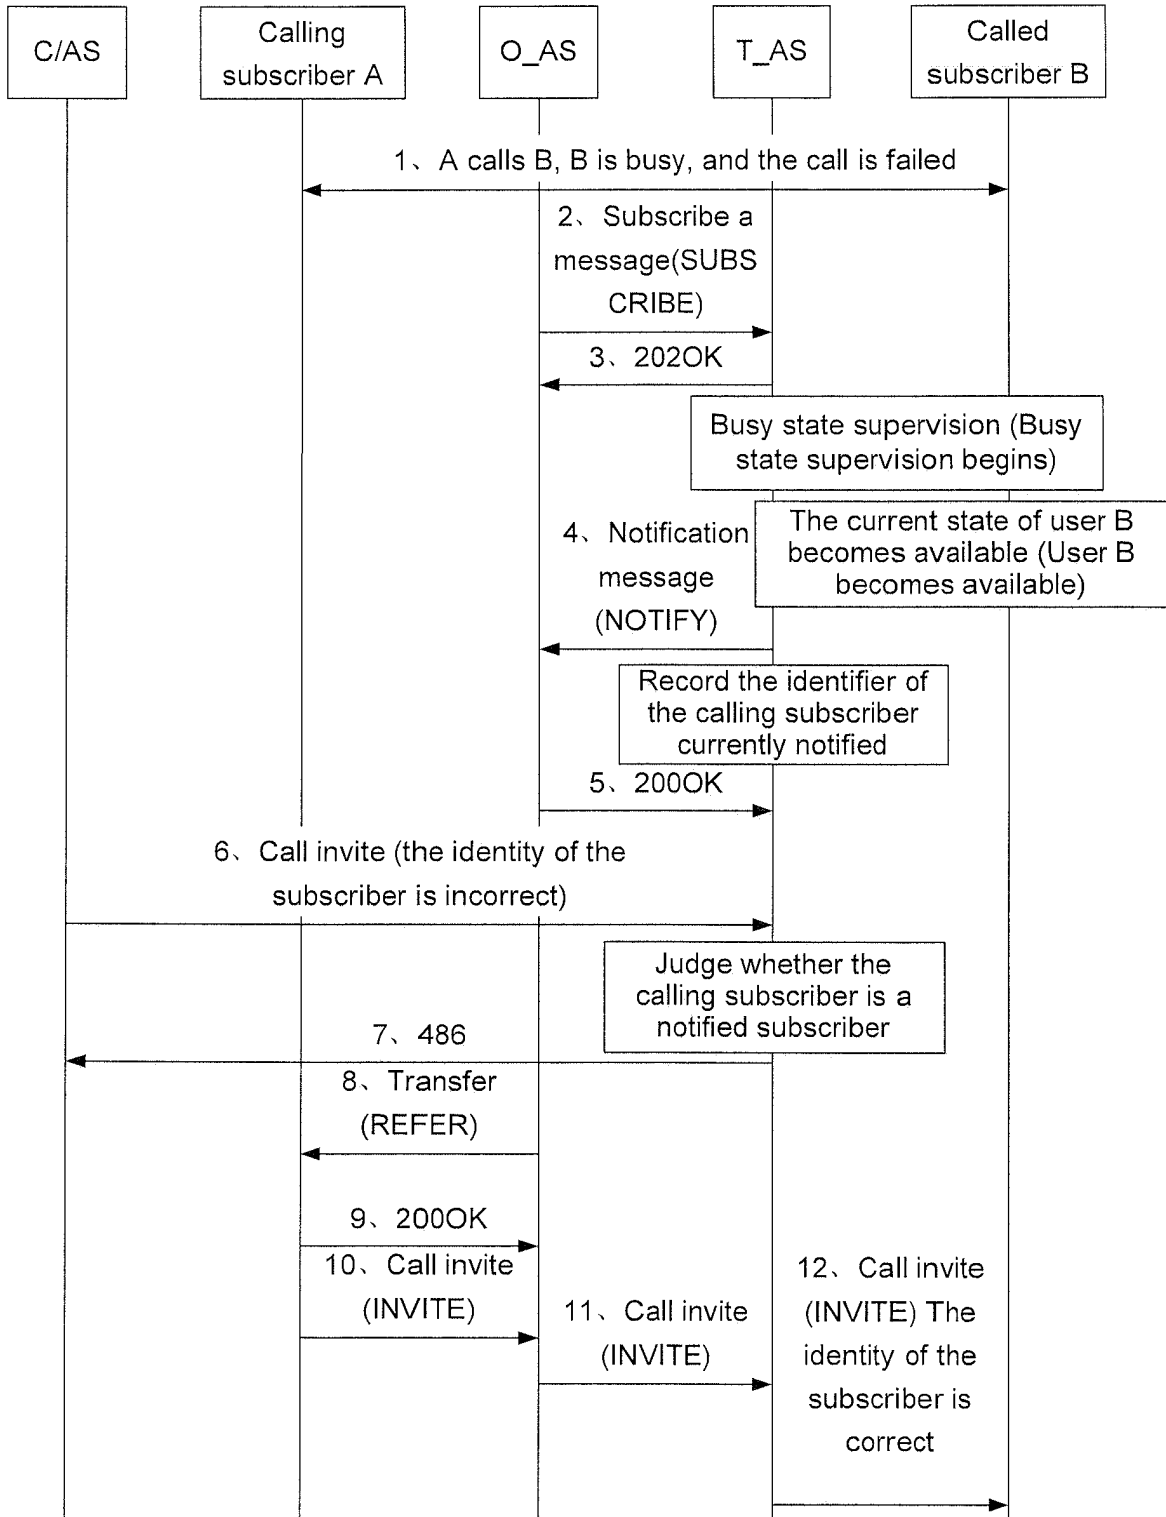 C/AS
Calling
subscriber A
O_AS
T_AS
Called
subscriber B
1、A calls B, B is busy, and the call is failed
2、Subscribe a
message(SUBS
CRIBE)
3、202OK
Busy state supervision (Busy
state supervision begins)
The current state of user B
becomes available (User B
becomes available)
4、Notification
message
(NOTIFY)
Record the identifier of
the calling subscriber
currently notified
5、200OK
6、Call invite (the identity of the
subscriber is incorrect)
Judge whether the
calling subscriber is a
notified subscriber
7、486
8、Transfer
(REFER)
9、200OK
10、Call invite
(INVITE)
11、Call invite
(INVITE)
12、Call invite
(INVITE) The
identity of the
subscriber is
correct